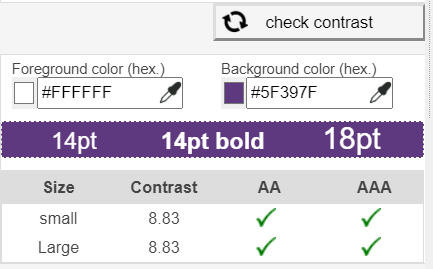 check contrast
Foreground color (hex.) Background color (hex.)
#FFFFFF #5F397F
14pt 14pt bold 18pt
Size Contrast AA AAA
small 8.83
Large 8.83